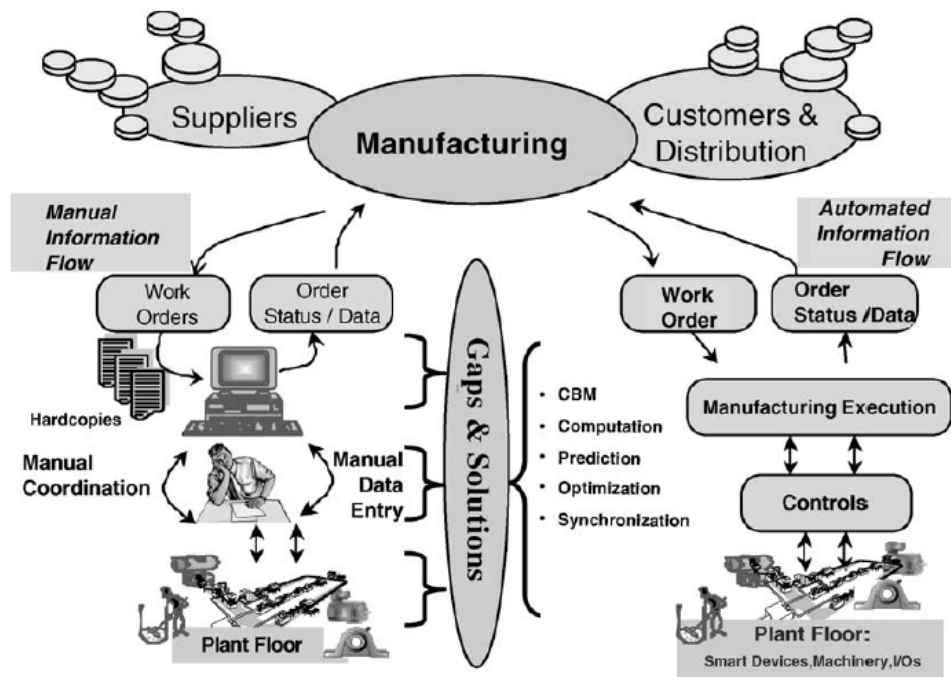 Suppliers
Manufacturing
Customers &
Distribution
Manual
Information
Flow
Automated
Information
Flow
Work
Orders
Order
Status / Data
Work
Order
Order
Status /Data
Hardcopies
Manual
Coordination
Manual
Data
Entry
Plant Floor
Gaps & Solutions
• CBM
• Computation
• Prediction
• Optimization
• Synchronization
Manufacturing Execution
Controls
Plant Floor:
Smart Devices,Machinery,I/Os